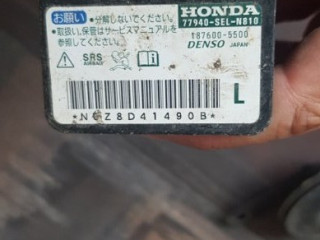 お願い
・分解しないでください。
・取扱い、保管はサービスマニュアルを
参照してください。
HONDA
77940-SEL-N810
187600-5500
DENSO JAPAN
SRS
AIRBAG
L
*N0Z8D41490B*